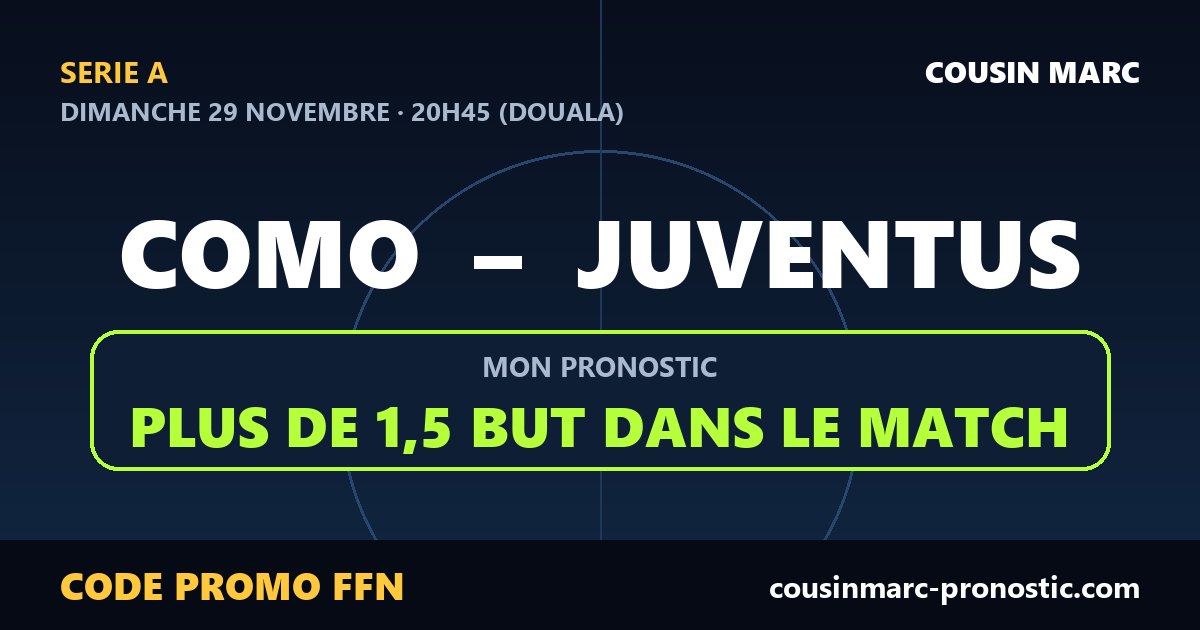 SERIE A
COUSIN MARC
DIMANCHE 29 NOVEMBRE · 20H45 (DOUALA)
COMO – JUVENTUS
MON PRONOSTIC
PLUS DE 1,5 BUT DANS LE MATCH
CODE PROMO FFN
cousinmarc-pronostic.com